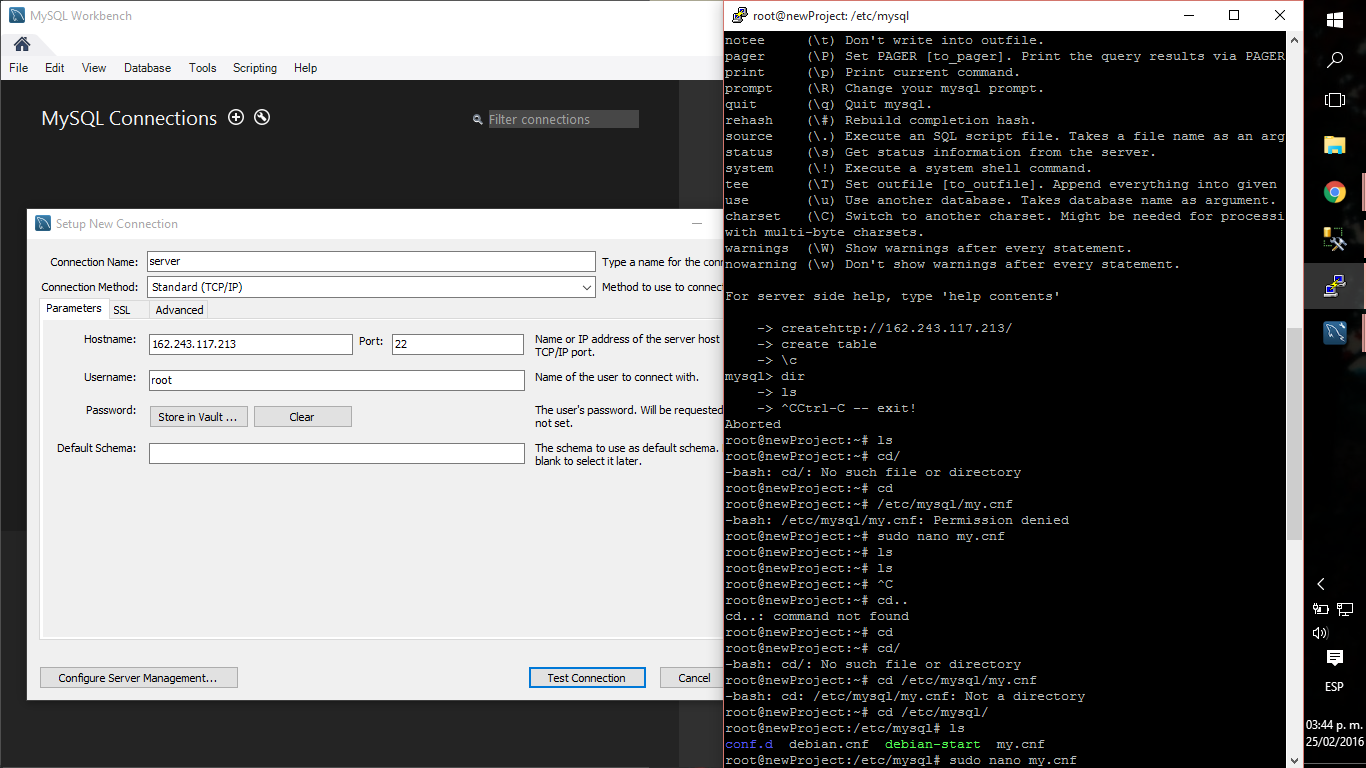 MySQL Workbench
File Edit View Database Tools Scripting Help
MySQL Connections
Filter connections
Setup New Connection
Connection Name: server Type a name for the conn
Connection Method: Standard (TCP/IP) Method to use to connect
Parameters SSL Advanced
Hostname: 162.243.117.213 Port: 22 Name or IP address of the server host
TCP/IP port.
Username: root Name of the user to connect with.
Password: Store in Vault ... Clear The user's password. Will be requested
not set.
Default Schema: The schema to use as default schema.
blank to select it later.
Configure Server Management... Test Connection Cancel
root@newProject: /etc/mysql
notee (\t) Don't write into outfile.
pager (\P) Set PAGER [to_pager]. Print the query results via PAGER
print (\p) Print current command.
prompt (\R) Change your mysql prompt.
quit (\q) Quit mysql.
rehash (\#) Rebuild completion hash.
source (\.) Execute an SQL script file. Takes a file name as an arg
status (\s) Get status information from the server.
system (\!) Execute a system shell command.
tee (\T) Set outfile [to_outfile]. Append everything into given
use (\u) Use another database. Takes database name as argument.
charset (\C) Switch to another charset. Might be needed for processi
with multi-byte charsets.
warnings (\W) Show warnings after every statement.
nowarning (\w) Don't show warnings after every statement.
For server side help, type 'help contents'
-> createhttp://162.243.117.213/
-> create table
-> \c
mysql> dir
-> ls
-> ^CCtrl-C -- exit!
Aborted
root@newProject:~# ls
root@newProject:~# cd/
-bash: cd/: No such file or directory
root@newProject:~# cd
root@newProject:~# /etc/mysql/my.cnf
-bash: /etc/mysql/my.cnf: Permission denied
root@newProject:~# sudo nano my.cnf
root@newProject:~# ls
root@newProject:~# ls
root@newProject:~# ^C
root@newProject:~# cd..
cd..: command not found
root@newProject:~# cd
root@newProject:~# cd/
-bash: cd/: No such file or directory
root@newProject:~# cd /etc/mysql/my.cnf
-bash: cd: /etc/mysql/my.cnf: Not a directory
root@newProject:~# cd /etc/mysql/
root@newProject:/etc/mysql# ls
conf.d debian.cnf debian-start my.cnf
root@newProject:/etc/mysql# sudo nano my.cnf
ESP
03:44 p. m.
25/02/2016